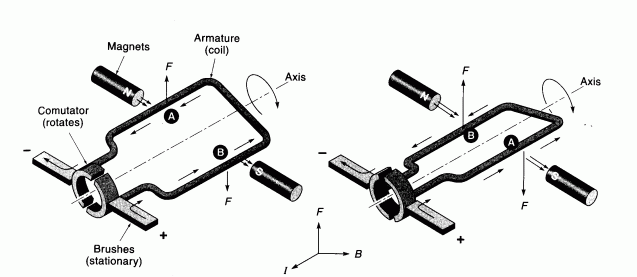 Magnets
Armature
(coil)
F
Axis
N
A
Comutator
(rotates)
B
S
F
Brushes
(stationary)
-
+
F
B
I
F
Axis
N
B
A
S
F
-
+